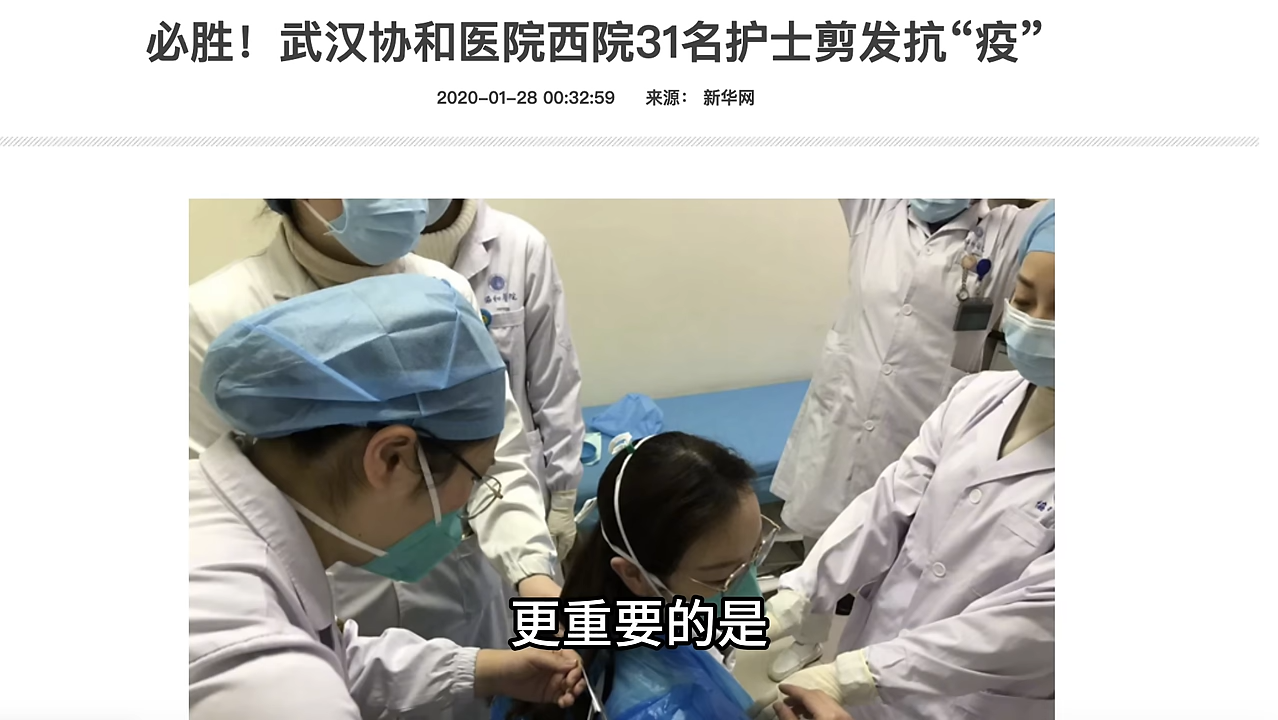 必胜！武汉协和医院西院31名护士剪发抗“疫”
2020-01-28 00:32:59 来源： 新华网
更重要的是